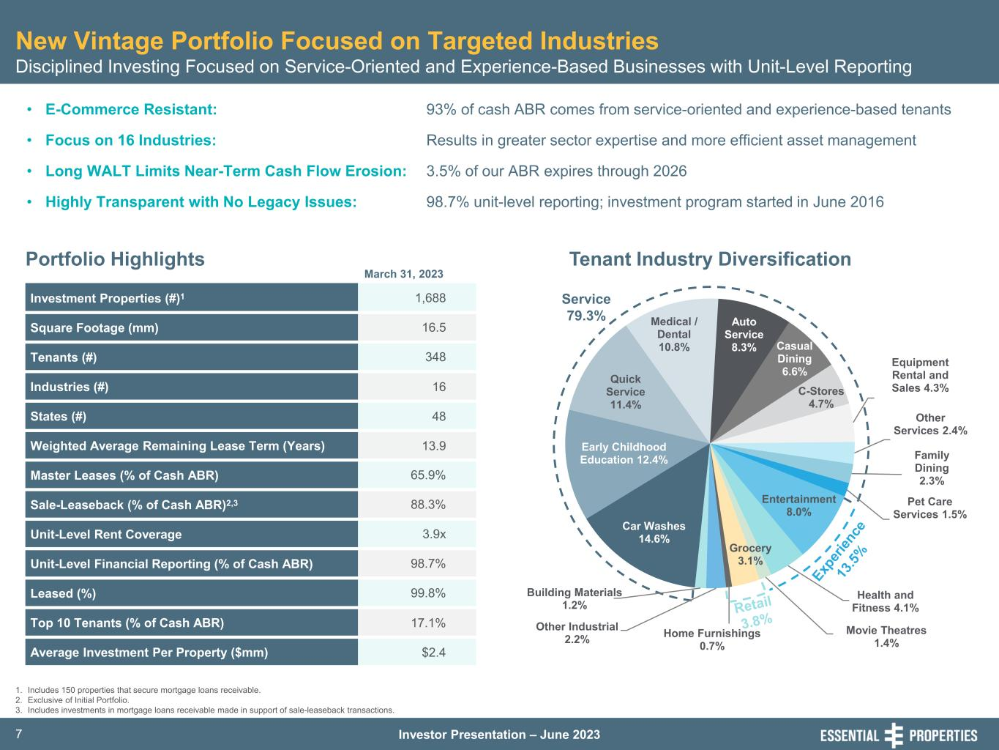 New Vintage Portfolio Focused on Targeted Industries
Disciplined Investing Focused on Service-Oriented and Experience-Based Businesses with Unit-Level Reporting
• E-Commerce Resistant: 93% of cash ABR comes from service-oriented and experience-based tenants
• Focus on 16 Industries: Results in greater sector expertise and more efficient asset management
• Long WALT Limits Near-Term Cash Flow Erosion: 3.5% of our ABR expires through 2026
• Highly Transparent with No Legacy Issues: 98.7% unit-level reporting; investment program started in June 2016
Portfolio Highlights
March 31, 2023
Investment Properties (#)1 1,688
Square Footage (mm) 16.5
Tenants (#) 348
Industries (#) 16
States (#) 48
Weighted Average Remaining Lease Term (Years) 13.9
Master Leases (% of Cash ABR) 65.9%
Sale-Leaseback (% of Cash ABR)2,3 88.3%
Unit-Level Rent Coverage 3.9x
Unit-Level Financial Reporting (% of Cash ABR) 98.7%
Leased (%) 99.8%
Top 10 Tenants (% of Cash ABR) 17.1%
Average Investment Per Property ($mm) $2.4
Tenant Industry Diversification
Service
79.3%
Medical /
Dental
10.8%
Auto
Service
8.3%
Casual
Dining
6.6%
C-Stores
4.7%
Equipment
Rental and
Sales 4.3%
Other
Services 2.4%
Family
Dining
2.3%
Pet Care
Services 1.5%
Quick
Service
11.4%
Early Childhood
Education 12.4%
Car Washes
14.6%
Entertainment
8.0%
Experience
13.5%
Grocery
3.1%
Health and
Fitness 4.1%
Movie Theatres
1.4%
Retail
3.8%
Home Furnishings
0.7%
Building Materials
1.2%
Other Industrial
2.2%
1. Includes 150 properties that secure mortgage loans receivable.
2. Exclusive of Initial Portfolio.
3. Includes investments in mortgage loans receivable made in support of sale-leaseback transactions.
7
Investor Presentation – June 2023
ESSENTIAL PROPERTIES